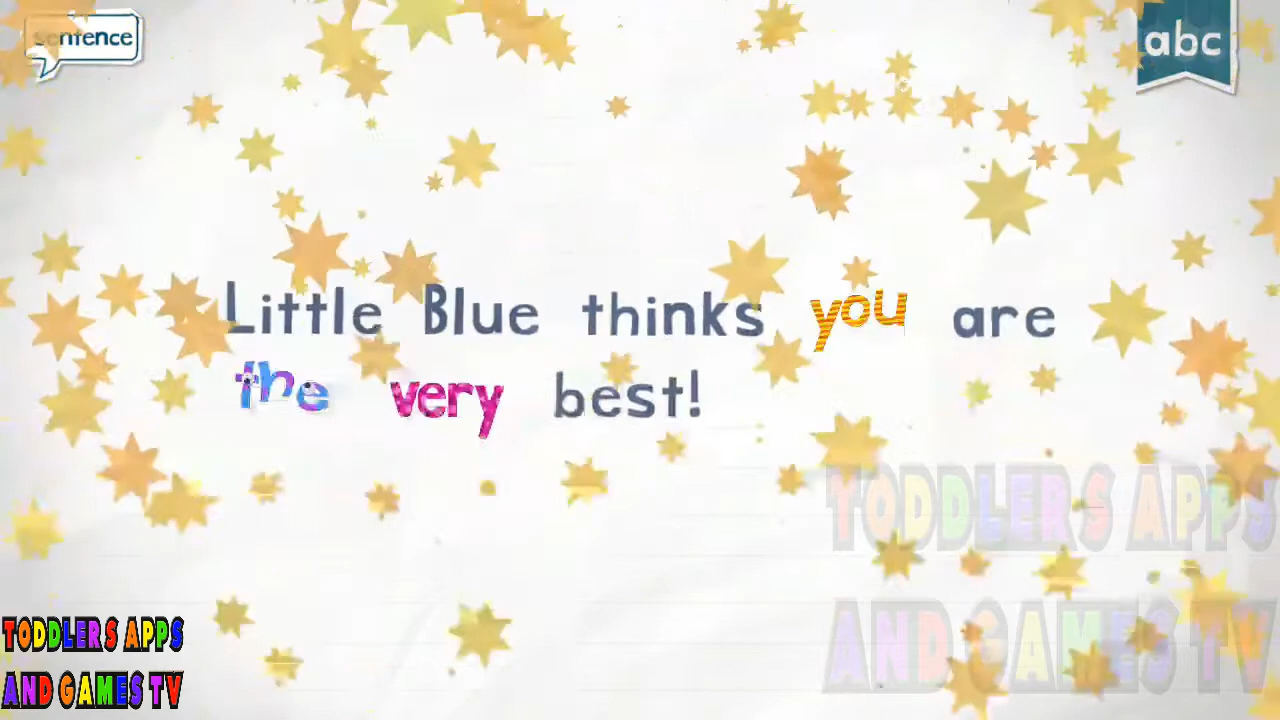 sentence
abc
Little Blue thinks you are
the very best!
TODDLERS APPS
AND GAMES TV
TODDLERS APPS
AND GAMES TV